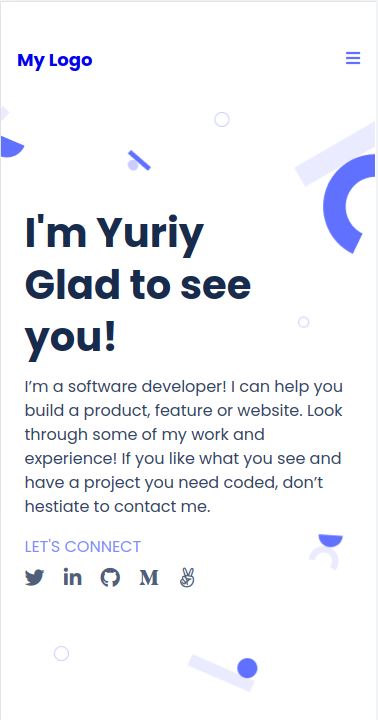 My Logo
I'm Yuriy
Glad to see
you!
I’m a software developer! I can help you
build a product, feature or website. Look
through some of my work and
experience! If you like what you see and
have a project you need coded, don’t
hestiate to contact me.
LET'S CONNECT
M